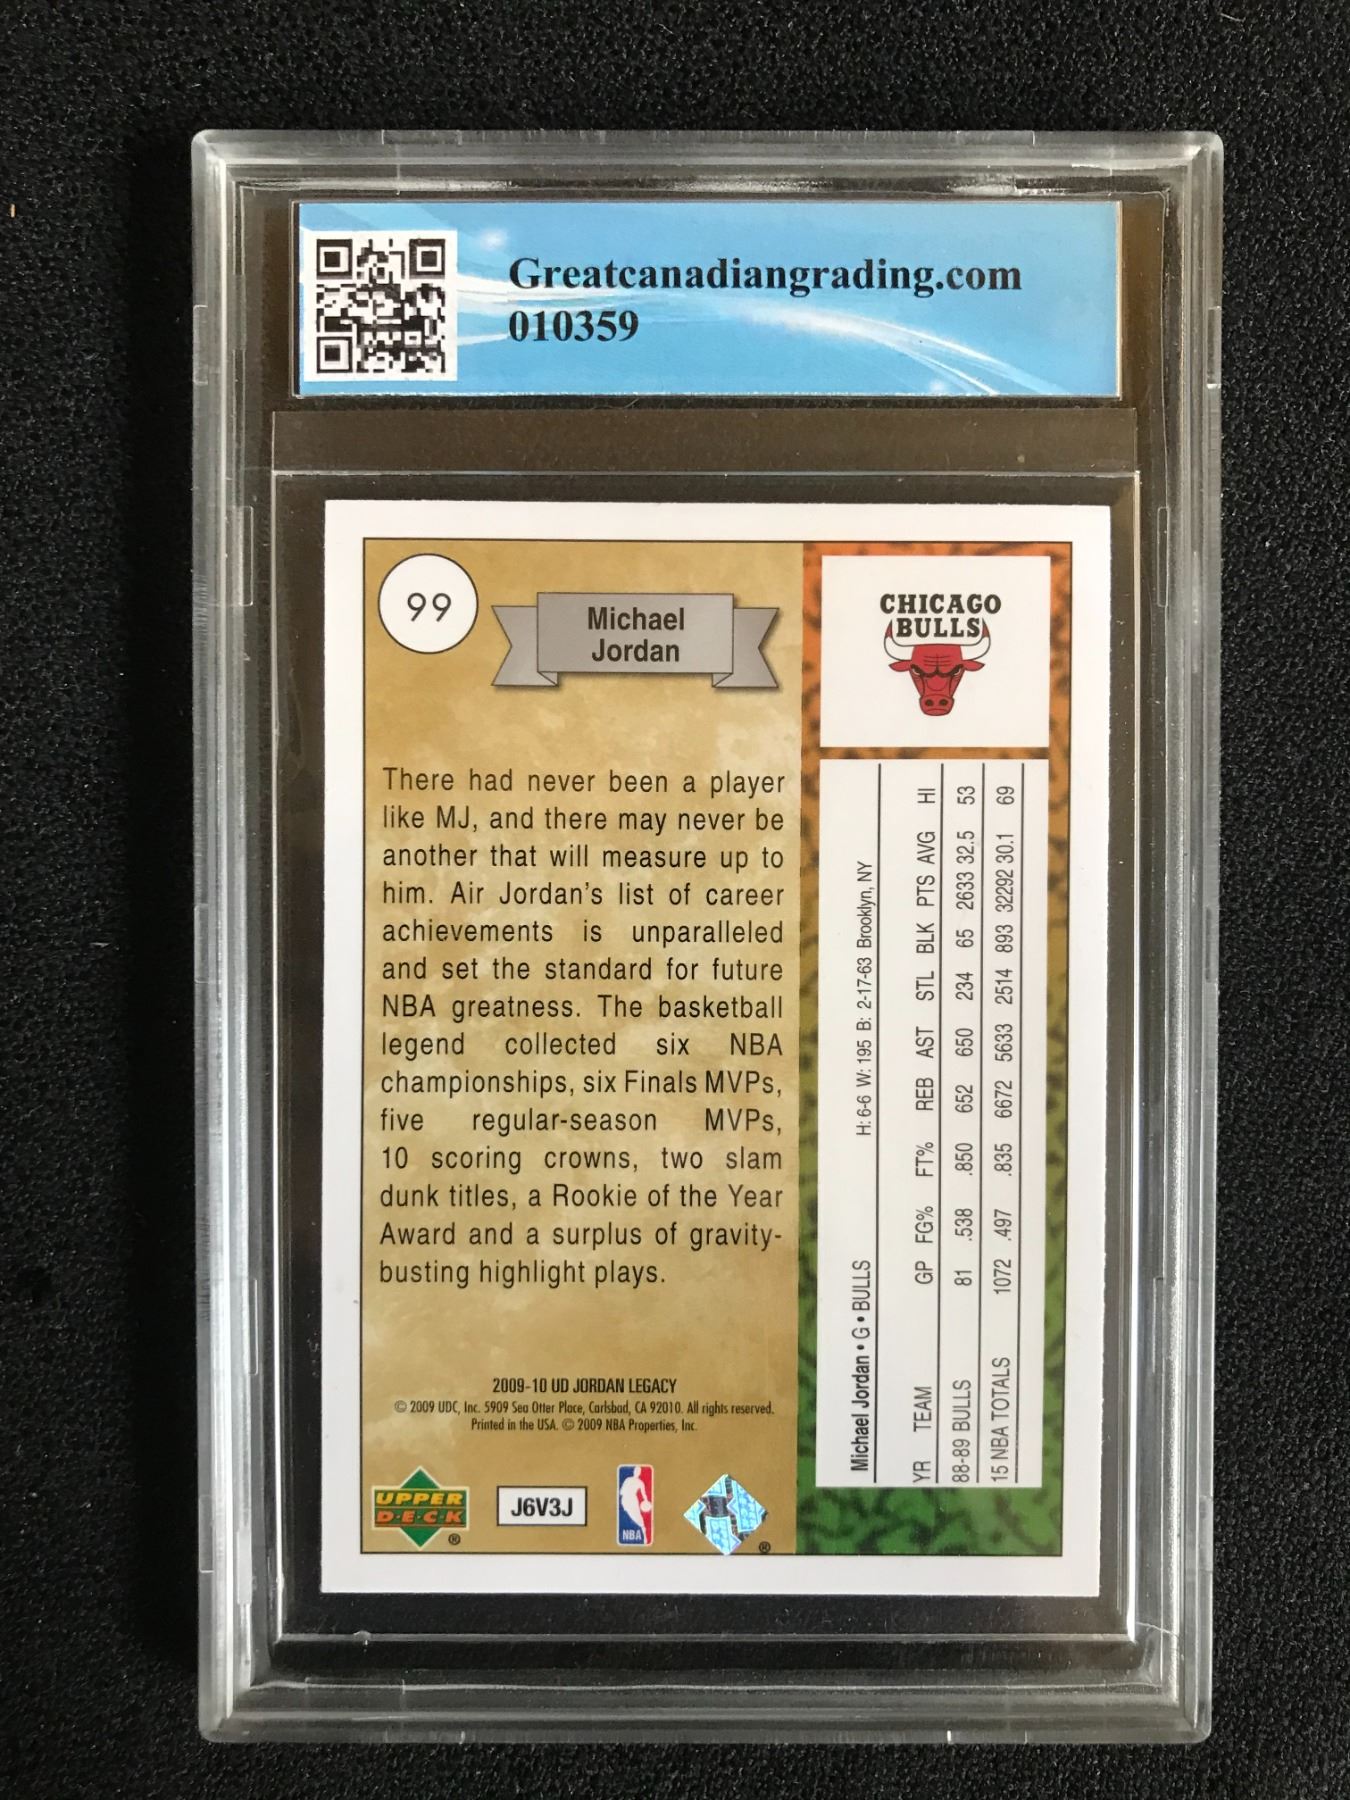 Greatcanadiangrading.com
010359
99
Michael
Jordan
There had never been a player
like MJ, and there may never be
another that will measure up to
him. Air Jordan's list of career
achievements is unparalleled
and set the standard for future
NBA greatness. The basketball
legend collected six NBA
championships, six Finals MVPs,
five regular-season MVPs,
10 scoring crowns, two slam
dunk titles, a Rookie of the Year
Award and a surplus of gravity-
busting highlight plays.
2009-10 UD JORDAN LEGACY
© 2009 UDC, Inc. 5909 Sea Otter Place, Carlsbad, CA 92010. All rights reserved.
Printed in the USA. © 2009 NBA Properties, Inc.
UPPER
D•E•C•K
®
J6V3J
NBA
®
CHICAGO
BULLS
Michael Jordan • G • BULLS H: 6-6 W: 195 B: 2-17-63 Brooklyn, NY
YR TEAM GP FG% FT% REB AST STL BLK PTS AVG HI
88-89 BULLS 81 .538 .850 652 650 234 65 2633 32.5 53
15 NBA TOTALS 1072 .497 .835 6672 5633 2514 893 32292 30.1 69